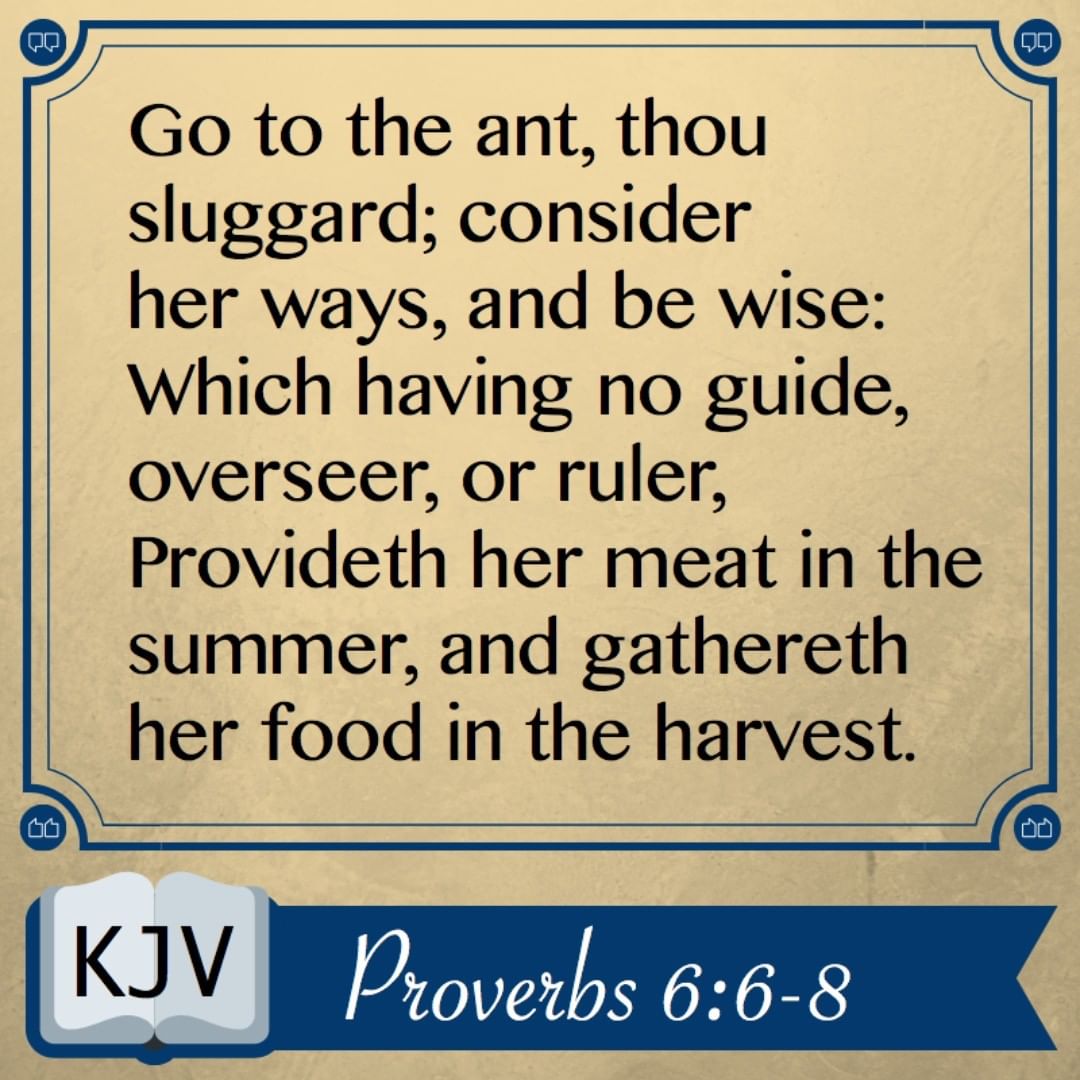 Go to the ant, thou
sluggard; consider
her ways, and be wise:
Which having no guide,
overseer, or ruler,
Provideth her meat in the
summer, and gathereth
her food in the harvest.
KJV
Proverbs 6:6-8